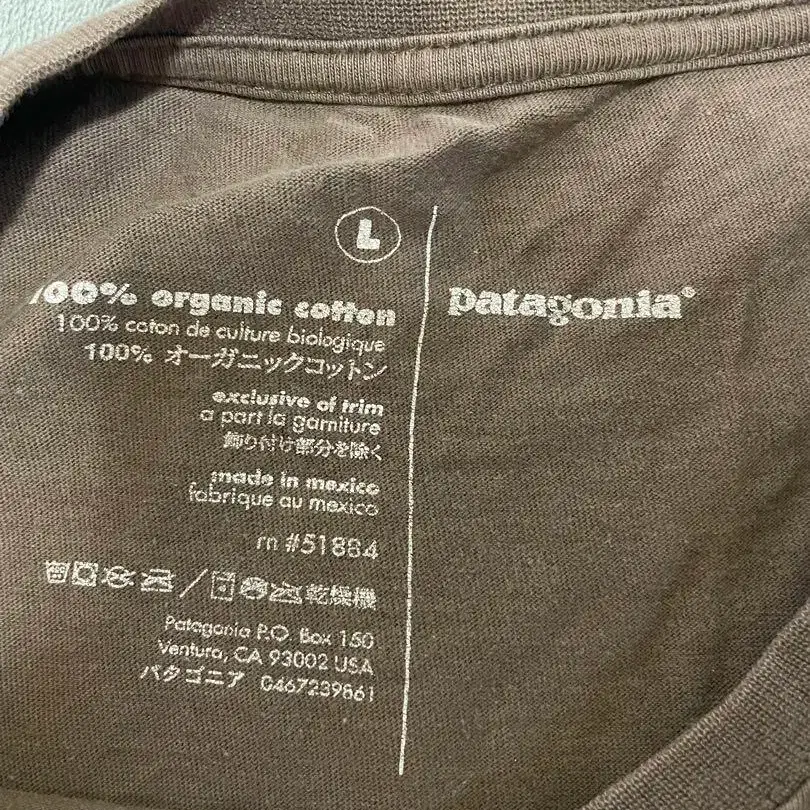 L
100% organic cotton
100% coton de culture biologique
100% オーガニックコットン
exclusive of trim
a part la garniture
飾り付け部分を除く
made in mexico
fabrique au mexico
rn #51884
乾燥機
Patagonia P.O. Box 150
Ventura, CA 93002 USA
パタゴニア 0467239861
patagonia®